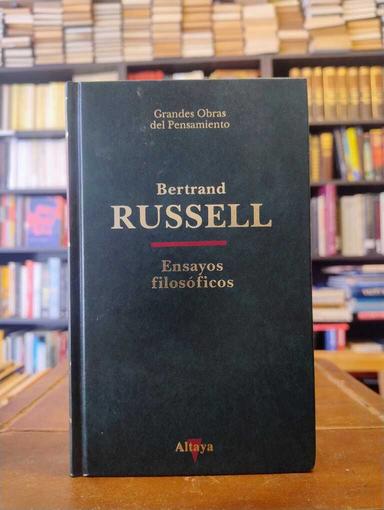 Grandes Obras
del Pensamiento
Bertrand
RUSSELL
Ensayos
filosóficos
Altaya